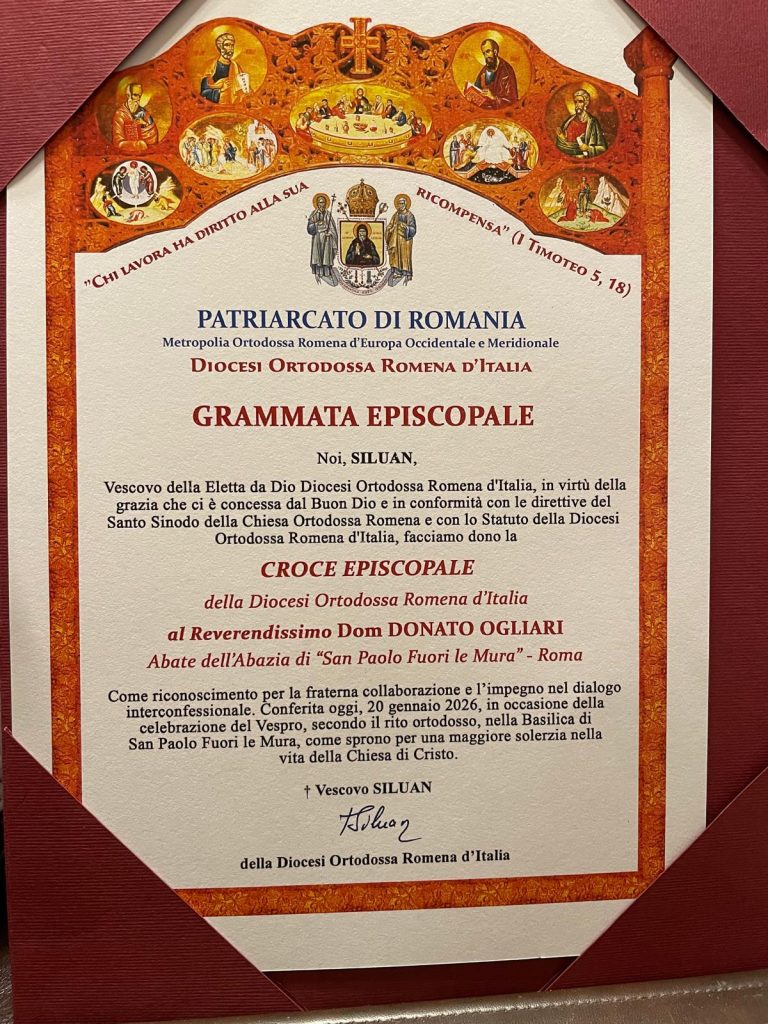 "CHI LAVORA HA DIRITTO ALLA SUA RICOMPENSA" (I TIMOTEO 5, 18)
PATRIARCATO DI ROMANIA
Metropolia Ortodossa Romena d'Europa Occidentale e Meridionale
DIOCESI ORTODOSSA ROMENA D'ITALIA
GRAMMATA EPISCOPALE
Noi, SILUAN,
Vescovo della Eletta da Dio Diocesi Ortodossa Romena d'Italia, in virtù della
grazia che ci è concessa dal Buon Dio e in conformità con le direttive del
Santo Sinodo della Chiesa Ortodossa Romena e con lo Statuto della Diocesi
Ortodossa Romena d'Italia, facciamo dono la
CROCE EPISCOPALE
della Diocesi Ortodossa Romena d'Italia
al Reverendissimo Dom DONATO OGLIARI
Abate dell'Abazia di "San Paolo Fuori le Mura" - Roma
Come riconoscimento per la fraterna collaborazione e l'impegno nel dialogo
interconfessionale. Conferita oggi, 20 gennaio 2026, in occasione della
celebrazione del Vespro, secondo il rito ortodosso, nella Basilica di
San Paolo Fuori le Mura, come sprono per una maggiore solerzia nella
vita della Chiesa di Cristo.
† Vescovo SILUAN
†Siluan
della Diocesi Ortodossa Romena d'Italia